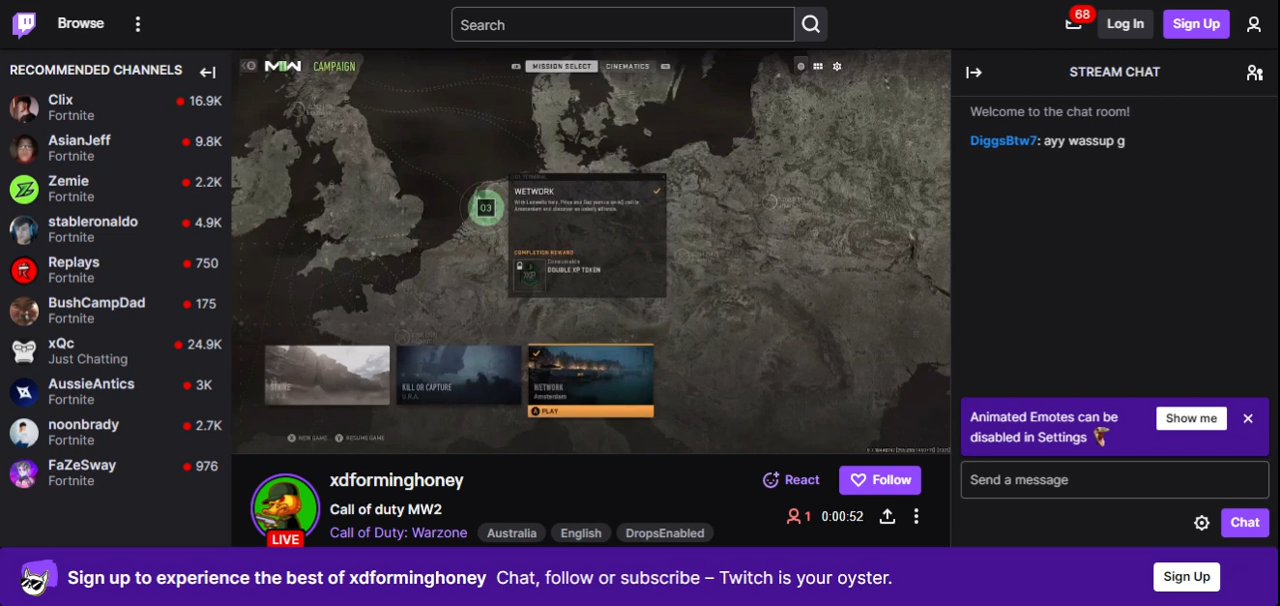 Browse
Search
68
Log In
Sign Up
RECOMMENDED CHANNELS
Clix
Fortnite
16.9K
AsianJeff
Fortnite
9.8K
Zemie
Fortnite
2.2K
stableronaldo
Fortnite
4.9K
Replays
Fortnite
750
BushCampDad
Fortnite
175
xQc
Just Chatting
24.9K
AussieAntics
Fortnite
3K
noonbrady
Fortnite
2.7K
FaZeSway
Fortnite
976
MW CAMPAIGN
MISSION SELECT
CINEMATICS
03
WETWORK
COMPLETION REWARD
Consumable
DOUBLE XP TOKEN
STRIKE
KILL OR CAPTURE
U.R.A.
WETWORK
Amsterdam
PLAY
NEW GAME
RESUME GAME
xdforminghoney
Call of duty MW2
Call of Duty: Warzone
Australia
English
DropsEnabled
LIVE
React
Follow
1
0:00:52
STREAM CHAT
Welcome to the chat room!
DiggsBtw7: ayy wassup g
Animated Emotes can be
disabled in Settings
Show me
Send a message
Chat
Sign up to experience the best of xdforminghoney Chat, follow or subscribe – Twitch is your oyster.
Sign Up